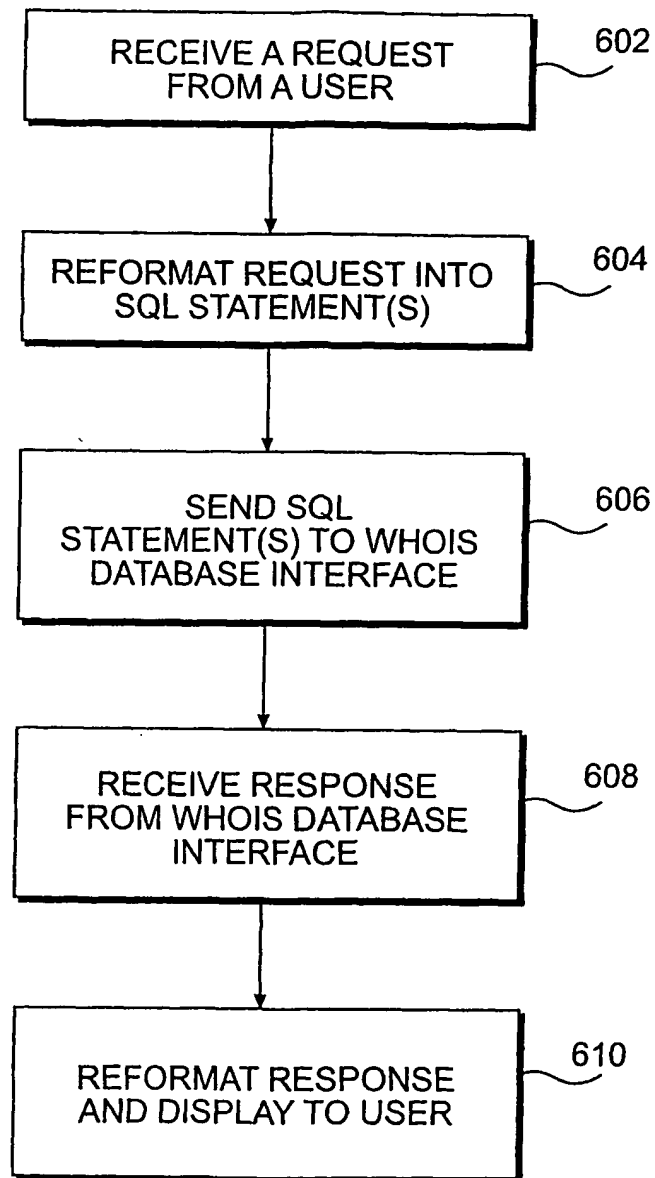 RECEIVE A REQUEST
FROM A USER
602
REFORMAT REQUEST INTO
SQL STATEMENT(S)
604
SEND SQL
STATEMENT(S) TO WHOIS
DATABASE INTERFACE
606
RECEIVE RESPONSE
FROM WHOIS DATABASE
INTERFACE
608
REFORMAT RESPONSE
AND DISPLAY TO USER
610